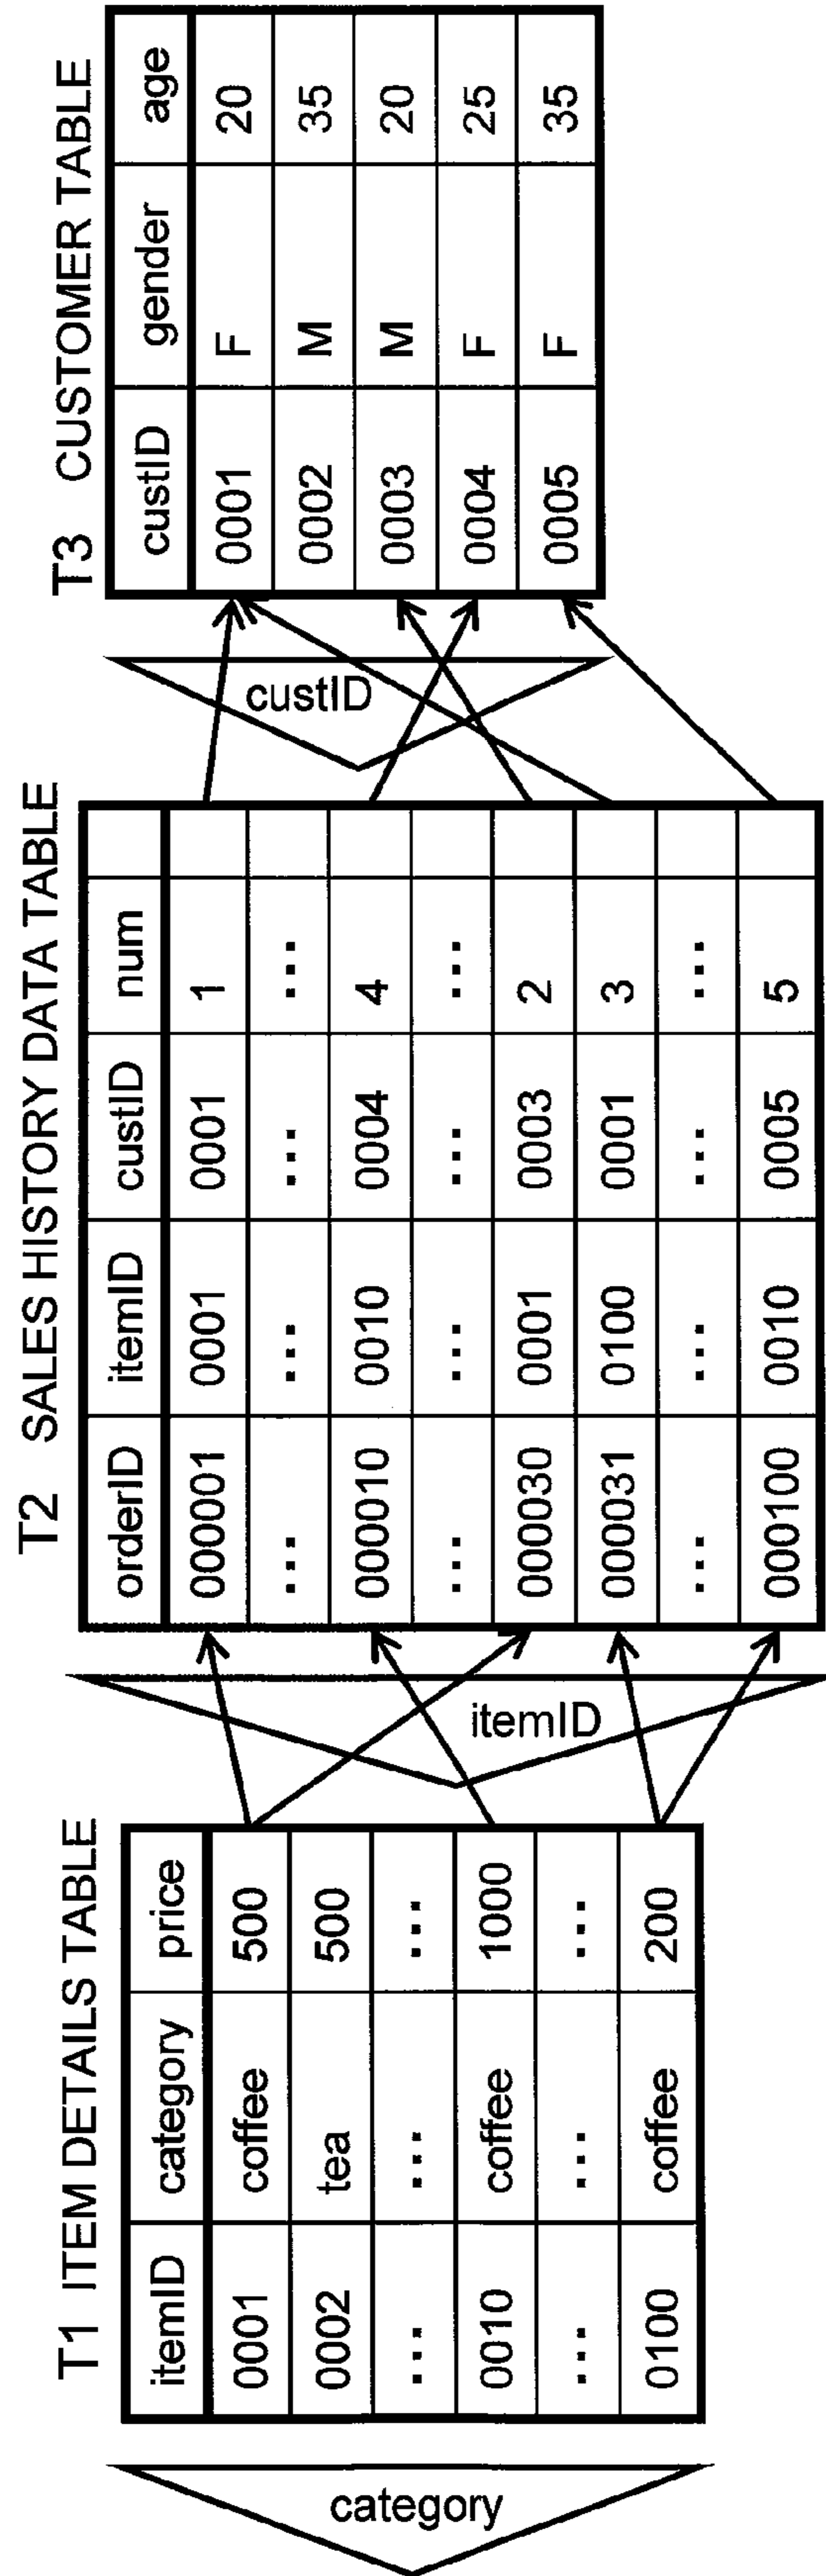 T1 ITEM DETAILS TABLE
itemID category price
0001 coffee 500
0002 tea 500
... ... ...
0010 coffee 1000
... ... ...
0100 coffee 200
category
T2 SALES HISTORY DATA TABLE
orderID itemID custID num
000001 0001 0001 1
... ... ... ...
000010 0010 0004 4
... ... ... ...
000030 0001 0003 2
000031 0100 0001 3
... ... ... ...
000100 0010 0005 5
itemID
T3 CUSTOMER TABLE
custID gender age
0001 F 20
0002 M 35
0003 M 20
0004 F 25
0005 F 35
custID